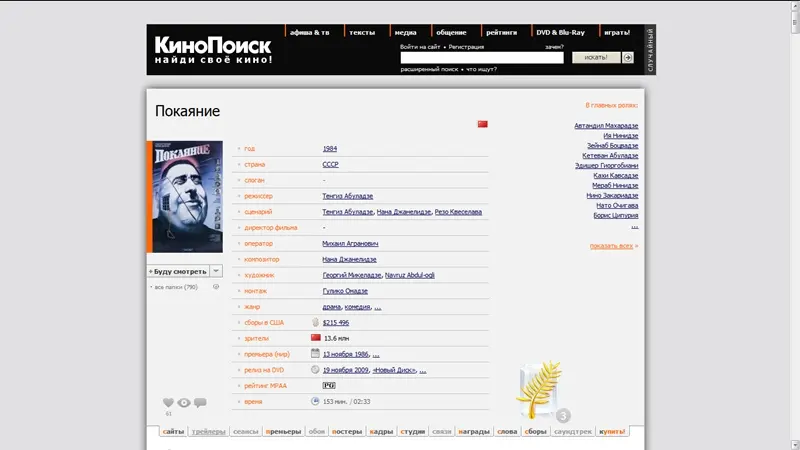 афиша & тв тексты медиа общение рейтинги DVD & Blu-Ray играть!
КиноПоиск
найди своё кино!
Войти на сайт • Регистрация зачем?
искать!
расширенный поиск • что ищут?
СЛУЧАЙНЫЙ
Покаяние
ПОКАЯНИЕ
+ Буду смотреть
все папки (790)
61
год 1984
страна СССР
слоган -
режиссер Тенгиз Абуладзе
сценарий Тенгиз Абуладзе, Нана Джанелидзе, Резо Квеселава
директор фильма -
оператор Михаил Агранович
композитор Нана Джанелидзе
художник Георгий Микеладзе, Navruz Abdul-ogli
монтаж Гулико Омадзе
жанр драма, комедия, ...
сборы в США $215 496
зрители 13.6 млн
премьера (мир) 13 ноября 1986, ...
релиз на DVD 19 ноября 2009, «Новый Диск», ...
рейтинг MPAA PG
время 153 мин. / 02:33
В главных ролях:
Автандил Махарадзе
Ия Нинидзе
Зейнаб Боцвадзе
Кетеван Абуладзе
Эдишер Гиоргобиани
Кахи Кавсадзе
Мераб Нинидзе
Нино Закариадзе
Нато Очигава
Борис Ципурия
...
показать всех »
3
сайты трейлеры сеансы премьеры обои постеры кадры студии связи награды слова сборы саундтрек купить!